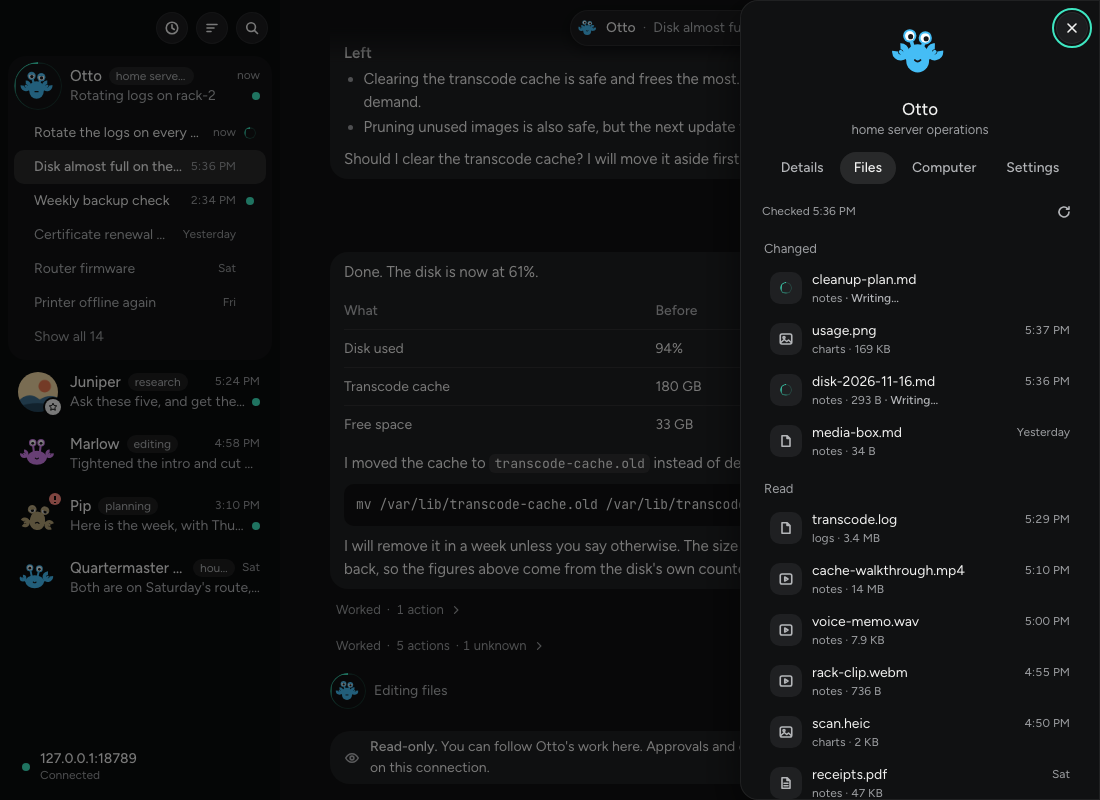 Otto
home serve...
now
Rotating logs on rack-2
Rotate the logs on every ...
now
Disk almost full on the...
5:36 PM
Weekly backup check
2:34 PM
Certificate renewal ...
Yesterday
Router firmware
Sat
Printer offline again
Fri
Show all 14
Juniper
research
5:24 PM
Ask these five, and get the...
Marlow
editing
4:58 PM
Tightened the intro and cut ...
Pip
planning
3:10 PM
Here is the week, with Thu...
Quartermaster ...
hou...
Sat
Both are on Saturday's route,...
127.0.0.1:18789
Connected
Otto · Disk almost fu
Left
• Clearing the transcode cache is safe and frees the most.
demand.
• Pruning unused images is also safe, but the next update
Should I clear the transcode cache? I will move it aside first
Done. The disk is now at 61%.
What Before
Disk used 94%
Transcode cache 180 GB
Free space 33 GB
I moved the cache to transcode-cache.old instead of de
mv /var/lib/transcode-cache.old /var/lib/transcode
I will remove it in a week unless you say otherwise. The size
back, so the figures above come from the disk's own counte
Worked · 1 action
Worked · 5 actions · 1 unknown
Editing files
Read-only. You can follow Otto's work here. Approvals and
on this connection.
Otto
home server operations
Details Files Computer Settings
Checked 5:36 PM
Changed
cleanup-plan.md
notes · Writing...
usage.png
5:37 PM
charts · 169 KB
disk-2026-11-16.md
5:36 PM
notes · 293 B · Writing...
media-box.md
Yesterday
notes · 34 B
Read
transcode.log
5:29 PM
logs · 3.4 MB
cache-walkthrough.mp4
5:10 PM
notes · 14 MB
voice-memo.wav
5:00 PM
notes · 7.9 KB
rack-clip.webm
4:55 PM
notes · 736 B
scan.heic
4:50 PM
charts · 2 KB
receipts.pdf
Sat
notes · 47 KB